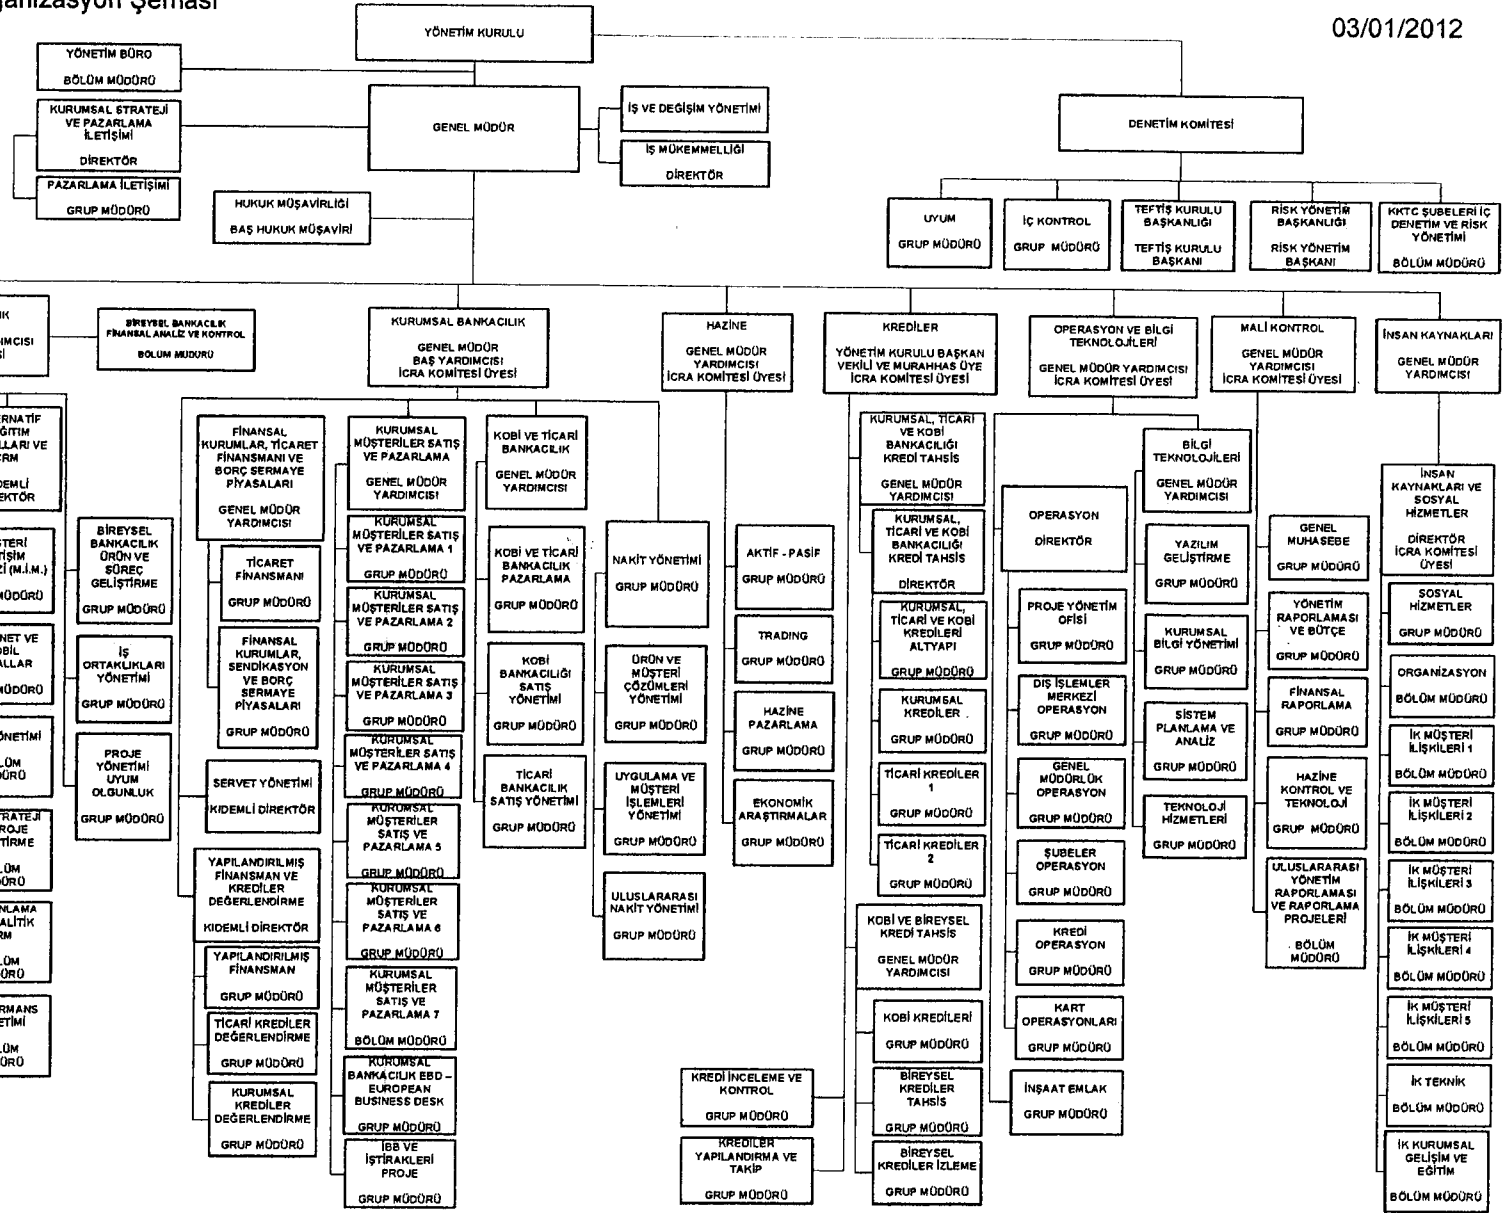 Şeması
03/01/2012
YÖNETİM KURULU
YÖNETİM BÜRO
BÖLÜM MÜDÜRÜ
KURUMSAL STRATEJİ
VE PAZARLAMA
İLETİŞİMİ
DİREKTÖR
PAZARLAMA İLETİŞİMİ
GRUP MÜDÜRÜ
GENEL MÜDÜR
İŞ VE DEĞİŞİM YÖNETİMİ
İŞ MÜKEMMELLİĞİ
DİREKTÖR
HUKUK MÜŞAVİRLİĞİ
BAŞ HUKUK MÜŞAVİRİ
DENETİM KOMİTESİ
UYUM
GRUP MÜDÜRÜ
İÇ KONTROL
GRUP MÜDÜRÜ
TEFTİŞ KURULU
BAŞKANLIĞI
TEFTİŞ KURULU
BAŞKANI
RİSK YÖNETİM
BAŞKANLIĞI
RİSK YÖNETİM
BAŞKANI
KKTC ŞUBELERİ İÇ
DENETİM VE RİSK
YÖNETİMİ
BÖLÜM MÜDÜRÜ
BİREYSEL BANKACILIK
FİNANSAL ANALİZ VE KONTROL
BÖLÜM MÜDÜRÜ
KURUMSAL BANKACILIK
GENEL MÜDÜR
BAŞ YARDIMCISI
İCRA KOMİTESİ ÜYESİ
HAZİNE
GENEL MÜDÜR
YARDIMCISI
İCRA KOMİTESİ ÜYESİ
KREDİLER
YÖNETİM KURULU BAŞKAN
VEKİLİ VE MURAHHAS ÜYE
İCRA KOMİTESİ ÜYESİ
OPERASYON VE BİLGİ
TEKNOLOJİLERİ
GENEL MÜDÜR YARDIMCISI
İCRA KOMİTESİ ÜYESİ
MALİ KONTROL
GENEL MÜDÜR
YARDIMCISI
İCRA KOMİTESİ ÜYESİ
İNSAN KAYNAKLARI
GENEL MÜDÜR
YARDIMCISI
BİREYSEL
BANKACILIK
ÜRÜN VE
SÜREÇ
GELİŞTİRME
GRUP MÜDÜRÜ
İŞ
ORTAKLIKLARI
YÖNETİMİ
GRUP MÜDÜRÜ
PROJE
YÖNETİMİ
UYUM
OLGUNLUK
GRUP MÜDÜRÜ
FİNANSAL
KURUMLAR, TİCARET
FİNANSMANI VE
BORÇ SERMAYE
PİYASALARI
GENEL MÜDÜR
YARDIMCISI
TİCARET
FİNANSMANI
GRUP MÜDÜRÜ
FİNANSAL
KURUMLAR,
SENDİKASYON
VE BORÇ
SERMAYE
PİYASALARI
GRUP MÜDÜRÜ
SERVET YÖNETİMİ
KIDEMLİ DİREKTÖR
YAPILANDIRILMIŞ
FİNANSMAN VE
KREDİLER
DEĞERLENDİRME
KIDEMLİ DİREKTÖR
YAPILANDIRILMIŞ
FİNANSMAN
GRUP MÜDÜRÜ
TİCARİ KREDİLER
DEĞERLENDİRME
GRUP MÜDÜRÜ
KURUMSAL
KREDİLER
DEĞERLENDİRME
GRUP MÜDÜRÜ
KURUMSAL
MÜŞTERİLER SATIŞ
VE PAZARLAMA
GENEL MÜDÜR
YARDIMCISI
KURUMSAL
MÜŞTERİLER SATIŞ
VE PAZARLAMA 1
GRUP MÜDÜRÜ
KURUMSAL
MÜŞTERİLER SATIŞ
VE PAZARLAMA 2
GRUP MÜDÜRÜ
KURUMSAL
MÜŞTERİLER SATIŞ
VE PAZARLAMA 3
GRUP MÜDÜRÜ
KURUMSAL
MÜŞTERİLER SATIŞ
VE PAZARLAMA 4
GRUP MÜDÜRÜ
KURUMSAL
MÜŞTERİLER
SATIŞ VE
PAZARLAMA 5
GRUP MÜDÜRÜ
KURUMSAL
MÜŞTERİLER
SATIŞ VE
PAZARLAMA 6
GRUP MÜDÜRÜ
KURUMSAL
MÜŞTERİLER
SATIŞ VE
PAZARLAMA 7
BÖLÜM MÜDÜRÜ
KURUMSAL
BANKACILIK EBD –
EUROPEAN
BUSINESS DESK
GRUP MÜDÜRÜ
İBB VE
İŞTİRAKLERİ
PROJE
GRUP MÜDÜRÜ
KOBİ VE TİCARİ
BANKACILIK
GENEL MÜDÜR
YARDIMCISI
KOBİ VE TİCARİ
BANKACILIK
PAZARLAMA
GRUP MÜDÜRÜ
KOBİ
BANKACILIĞI
SATIŞ
YÖNETİMİ
GRUP MÜDÜRÜ
TİCARİ
BANKACILIK
SATIŞ YÖNETİMİ
GRUP MÜDÜRÜ
NAKİT YÖNETİMİ
GRUP MÜDÜRÜ
ÜRÜN VE
MÜŞTERİ
ÇÖZÜMLERİ
YÖNETİMİ
GRUP MÜDÜRÜ
UYGULAMA VE
MÜŞTERİ
İŞLEMLERİ
YÖNETİMİ
GRUP MÜDÜRÜ
ULUSLARARASI
NAKİT YÖNETİMİ
GRUP MÜDÜRÜ
AKTİF - PASİF
GRUP MÜDÜRÜ
TRADING
GRUP MÜDÜRÜ
HAZİNE
PAZARLAMA
GRUP MÜDÜRÜ
EKONOMİK
ARAŞTIRMALAR
GRUP MÜDÜRÜ
KREDİ İNCELEME VE
KONTROL
GRUP MÜDÜRÜ
KREDİLER
YAPILANDIRMA VE
TAKİP
GRUP MÜDÜRÜ
KURUMSAL, TİCARİ
VE KOBİ
BANKACILIĞI
KREDİ TAHSİS
GENEL MÜDÜR
YARDIMCISI
KURUMSAL,
TİCARİ VE KOBİ
BANKACILIĞI
KREDİ TAHSİS
DİREKTÖR
KURUMSAL,
TİCARİ VE KOBİ
KREDİLERİ
ALTYAPI
GRUP MÜDÜRÜ
KURUMSAL
KREDİLER
GRUP MÜDÜRÜ
TİCARİ KREDİLER
1
GRUP MÜDÜRÜ
TİCARİ KREDİLER
2
GRUP MÜDÜRÜ
KOBİ VE BİREYSEL
KREDİ TAHSİS
GENEL MÜDÜR
YARDIMCISI
KOBİ KREDİLERİ
GRUP MÜDÜRÜ
BİREYSEL
KREDİLER
TAHSİS
GRUP MÜDÜRÜ
BİREYSEL
KREDİLER İZLEME
GRUP MÜDÜRÜ
OPERASYON
DİREKTÖR
PROJE YÖNETİM
OFİSİ
GRUP MÜDÜRÜ
DIŞ İŞLEMLER
MERKEZİ
OPERASYON
GRUP MÜDÜRÜ
GENEL
MÜDÜRLÜK
OPERASYON
GRUP MÜDÜRÜ
ŞUBELER
OPERASYON
GRUP MÜDÜRÜ
KREDİ
OPERASYON
GRUP MÜDÜRÜ
KART
OPERASYONLARI
GRUP MÜDÜRÜ
İNŞAAT EMLAK
GRUP MÜDÜRÜ
BİLGİ
TEKNOLOJİLERİ
GENEL MÜDÜR
YARDIMCISI
YAZILIM
GELİŞTİRME
GRUP MÜDÜRÜ
KURUMSAL
BİLGİ YÖNETİMİ
GRUP MÜDÜRÜ
SİSTEM
PLANLAMA VE
ANALİZ
GRUP MÜDÜRÜ
TEKNOLOJİ
HİZMETLERİ
GRUP MÜDÜRÜ
GENEL
MUHASEBE
GRUP MÜDÜRÜ
YÖNETİM
RAPORLAMASI
VE BÜTÇE
GRUP MÜDÜRÜ
FİNANSAL
RAPORLAMA
GRUP MÜDÜRÜ
HAZİNE
KONTROL VE
TEKNOLOJİ
GRUP MÜDÜRÜ
ULUSLARARASI
YÖNETİM
RAPORLAMASI
VE RAPORLAMA
PROJELERİ
BÖLÜM
MÜDÜRÜ
İNSAN
KAYNAKLARI VE
SOSYAL
HİZMETLER
DİREKTÖR
İCRA KOMİTESİ
ÜYESİ
SOSYAL
HİZMETLER
GRUP MÜDÜRÜ
ORGANİZASYON
BÖLÜM MÜDÜRÜ
İK MÜŞTERİ
İLİŞKİLERİ 1
BÖLÜM MÜDÜRÜ
İK MÜŞTERİ
İLİŞKİLERİ 2
BÖLÜM MÜDÜRÜ
İK MÜŞTERİ
İLİŞKİLERİ 3
BÖLÜM MÜDÜRÜ
İK MÜŞTERİ
İLİŞKİLERİ 4
BÖLÜM MÜDÜRÜ
İK MÜŞTERİ
İLİŞKİLERİ 5
BÖLÜM MÜDÜRÜ
İK TEKNİK
BÖLÜM MÜDÜRÜ
İK KURUMSAL
GELİŞİM VE
EĞİTİM
BÖLÜM MÜDÜRÜ